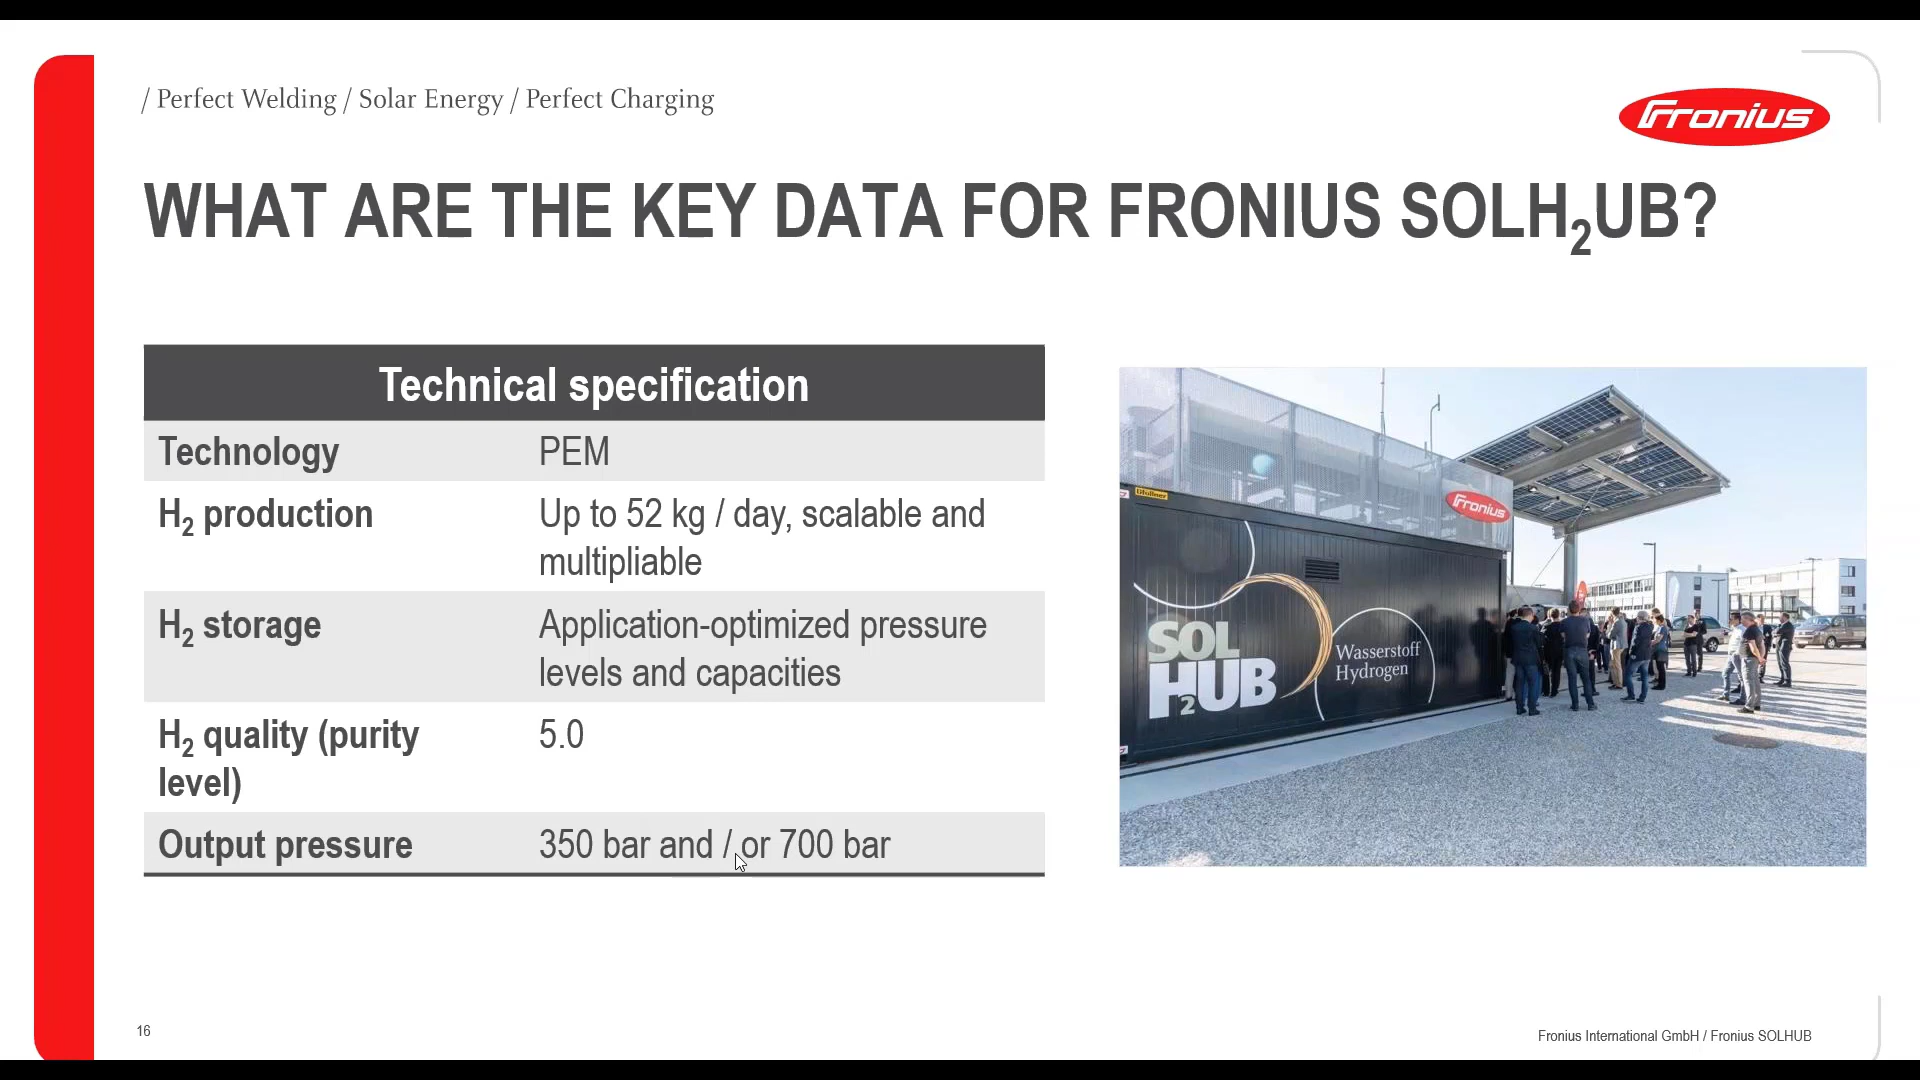 / Perfect Welding / Solar Energy / Perfect Charging
Fronius
WHAT ARE THE KEY DATA FOR FRONIUS SOLH₂UB?
Technical specification
Technology PEM
H₂ production Up to 52 kg / day, scalable and
multipliable
H₂ storage Application-optimized pressure
levels and capacities
H₂ quality (purity 5.0
level)
Output pressure 350 bar and / or 700 bar
Fronius
SOL
H₂UB
Wasserstoff
Hydrogen
16
Fronius International GmbH / Fronius SOLHUB